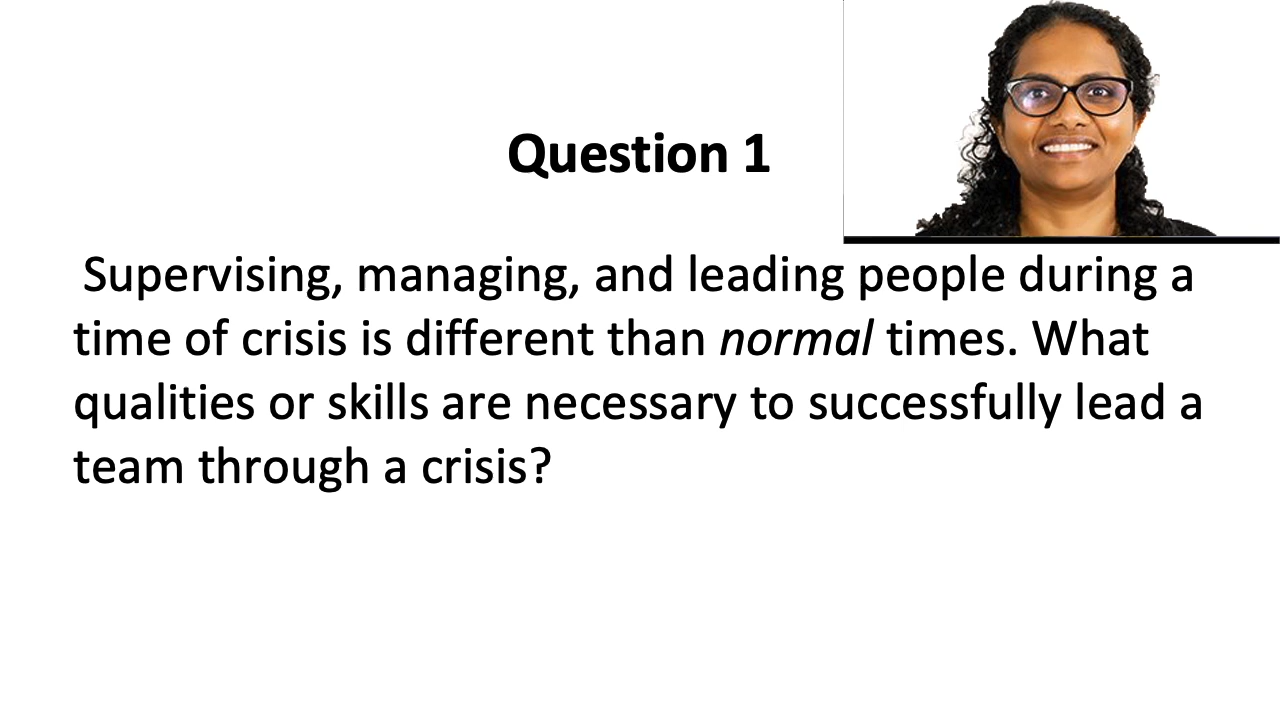 Question 1
Supervising, managing, and leading people during a
time of crisis is different than normal times. What
qualities or skills are necessary to successfully lead a
team through a crisis?